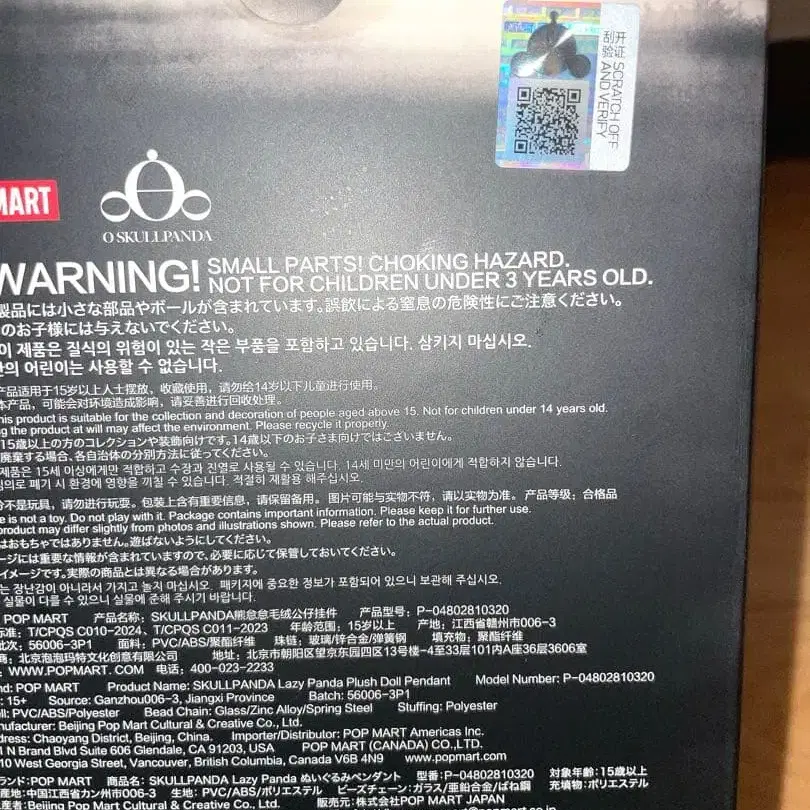 刮开验证 SCRATCH OFF AND VERIFY
MART
O SKULLPANDA
WARNING! SMALL PARTS! CHOKING HAZARD.
NOT FOR CHILDREN UNDER 3 YEARS OLD.
製品には小さな部品やボールが含まれています。誤飲による窒息の危険性にご注意ください。
のお子様には与えないでください。
이 제품은 질식의 위험이 있는 작은 부품을 포함하고 있습니다. 삼키지 마십시오.
의 어린이는 사용할 수 없습니다.
产品适用于15岁以上人士摆放，收藏使用，请勿给14岁以下儿童进行使用。
本产品，可能会对环境造成影响，请妥善进行回收处理。
his product is suitable for the collection and decoration of people aged above 15. Not for children under 14 years old.
ng the product at will may affect the environment. Please recycle it properly.
15歳以上の方のコレクションや装飾向けです。14歳以下のお子さま向けではございません。
廃棄する場合、各自治体の分別方法に従ってください。
제품은 15세 이상에게만 적합하고 수장과 진열로 사용될 수 있습니다. 14세 미만의 어린이에게 적합하지 않습니다.
임의로 폐기 시 환경에 영향을 끼칠 수 있습니다. 적절히 재활용 해주십시오.
不是玩具，请勿进行玩耍。包装上含有重要信息，请保留备用。 图片可能与实物不符，请以实物为准。 产品等级：合格品
e is not a toy. Do not play with it. Package contains important information. Please keep it for further use.
product may differ slightly from photos and illustrations shown. Please refer to the actual product.
はおもちゃではありません。遊ばないようにしてください。
ージには重要な情報が含まれていますので、必要に応じて保管しておいてください。
イメージです。実際の商品とは異なる場合があります。
는 장난감이 아니라서 가지고 놀지 마십시오. 패키지에 중요한 정보가 포함되어 있으니 보관해 주십시오.
실물이 다를 수 있으니 실물에 준해 주시기 바랍니다.
POP MART 产品名称：SKULLPANDA熊怠怠毛绒公仔挂件 产品型号：P-04802810320
标准：T/CPQS C010-2024、T/CPQS C011-2023 年龄范围：15岁以上 产地：江西省赣州市006-3
批次：56006-3P1 面料：PVC/ABS/聚酯纤维 珠链：玻璃/锌合金/弹簧钢 填充物：聚酯纤维
商：北京泡泡玛特文化创意有限公司 地址：北京市朝阳区望京东园四区13号楼-4至33层101内A座36层3606室
WWW.POPMART.COM 电话：400-023-2233
nd: POP MART Product Name: SKULLPANDA Lazy Panda Plush Doll Pendant Model Number: P-04802810320
: 15+ Source: Ganzhou006-3, Jiangxi Province Batch: 56006-3P1
ll: PVC/ABS/Polyester Bead Chain: Glass/Zinc Alloy/Spring Steel Stuffing: Polyester
nufacturer: Beijing Pop Mart Cultural & Creative Co., Ltd.
dress: Chaoyang District, Beijing, China. Importer/Distributor: POP MART Americas Inc.
1 N Brand Blvd Suite 606 Glendale, CA 91203, USA POP MART (CANADA) CO.,LTD.
10 West Georgia Street, Vancouver, British Columbia, Canada V6B 4N9 www.popmart.com
ランド：POP MART 商品名：SKULLPANDA Lazy Panda ぬいぐるみペンダント 型番：P-04802810320 対象年齢：15歳以上
産地：中国江西省カン州市006-3 生地：PVC/ABS/ポリエステル ビーズチェーン：ガラス/亜鉛合金/ばね鋼 充填物：ポリエステル
産者：Beijing Pop Mart Cultural & Creative Co., Ltd. 販売元：株式会社POP MART JAPAN